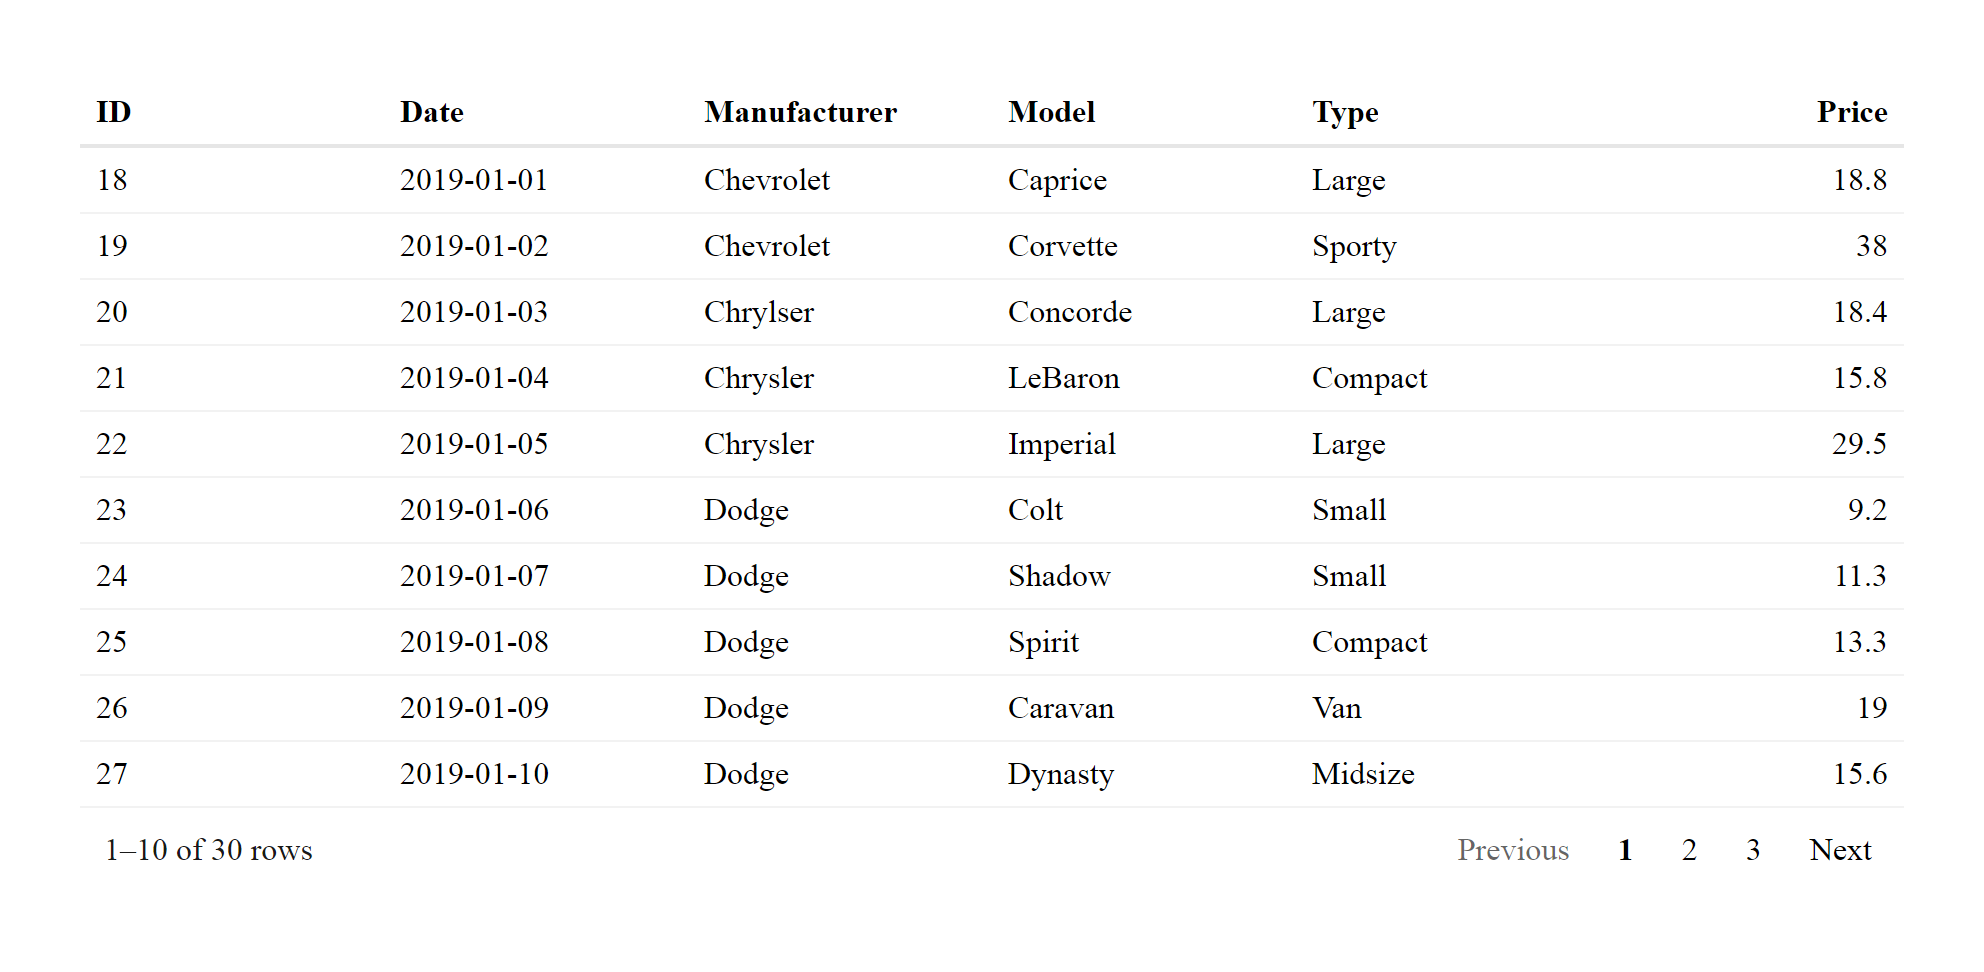 ID Date Manufacturer Model Type Price
18 2019-01-01 Chevrolet Caprice Large 18.8
19 2019-01-02 Chevrolet Corvette Sporty 38
20 2019-01-03 Chrylser Concorde Large 18.4
21 2019-01-04 Chrysler LeBaron Compact 15.8
22 2019-01-05 Chrysler Imperial Large 29.5
23 2019-01-06 Dodge Colt Small 9.2
24 2019-01-07 Dodge Shadow Small 11.3
25 2019-01-08 Dodge Spirit Compact 13.3
26 2019-01-09 Dodge Caravan Van 19
27 2019-01-10 Dodge Dynasty Midsize 15.6
1–10 of 30 rows Previous 1 2 3 Next